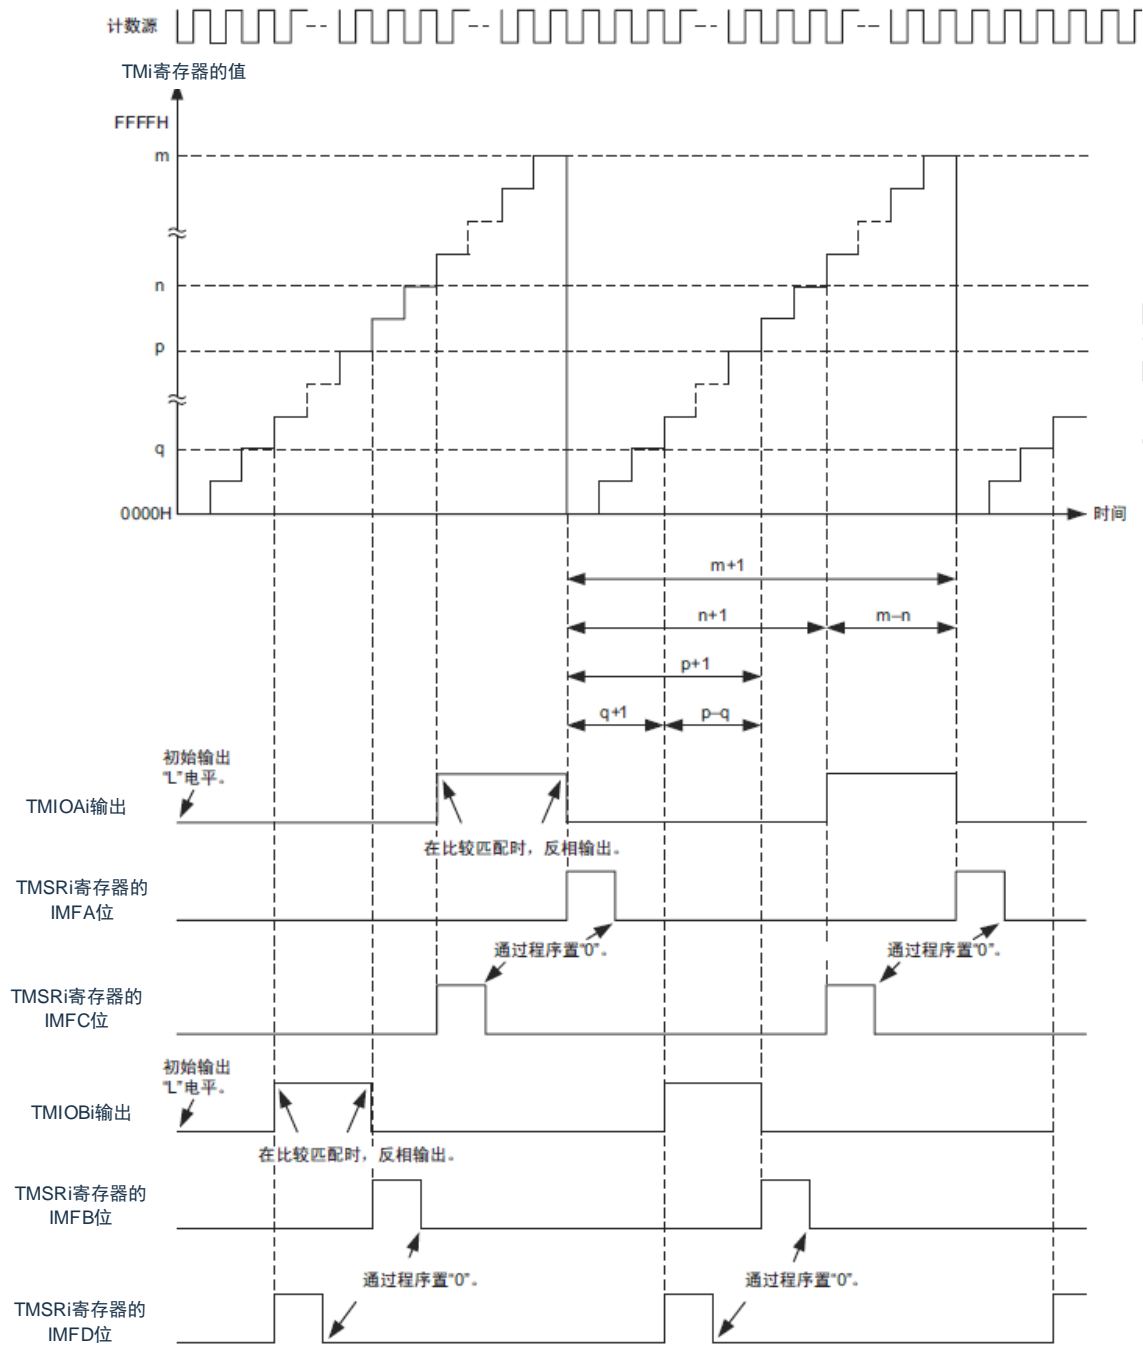 计数源
TMi寄存器的值
FFFFH
m
n
p
q
0000H
时间
m+1
n+1
m–n
p+1
q+1
p–q
初始输出
“L”电平。
TMIOAi输出
在比较匹配时，反相输出。
TMSRi寄存器的
IMFA位
通过程序置“0”。
通过程序置“0”。
TMSRi寄存器的
IMFC位
初始输出
“L”电平。
TMIOBi输出
在比较匹配时，反相输出。
TMSRi寄存器的
IMFB位
通过程序置“0”。
通过程序置“0”。
TMSRi寄存器的
IMFD位